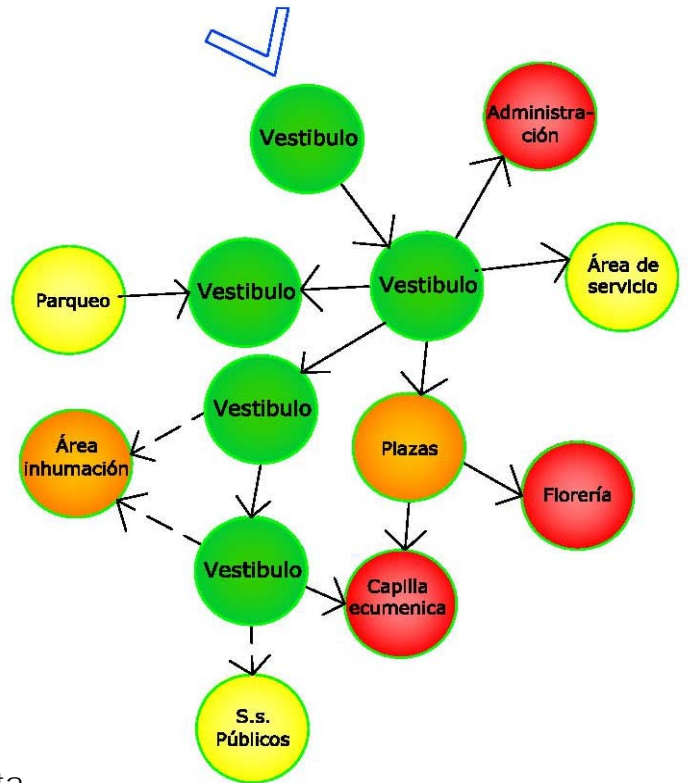 Vestibulo
Administra-
ción
Vestibulo
Vestibulo
Área de
servicio
Parqueo
Vestibulo
Plazas
Área
inhumación
Florería
Vestibulo
Capilla
ecumenica
S.s.
Públicos